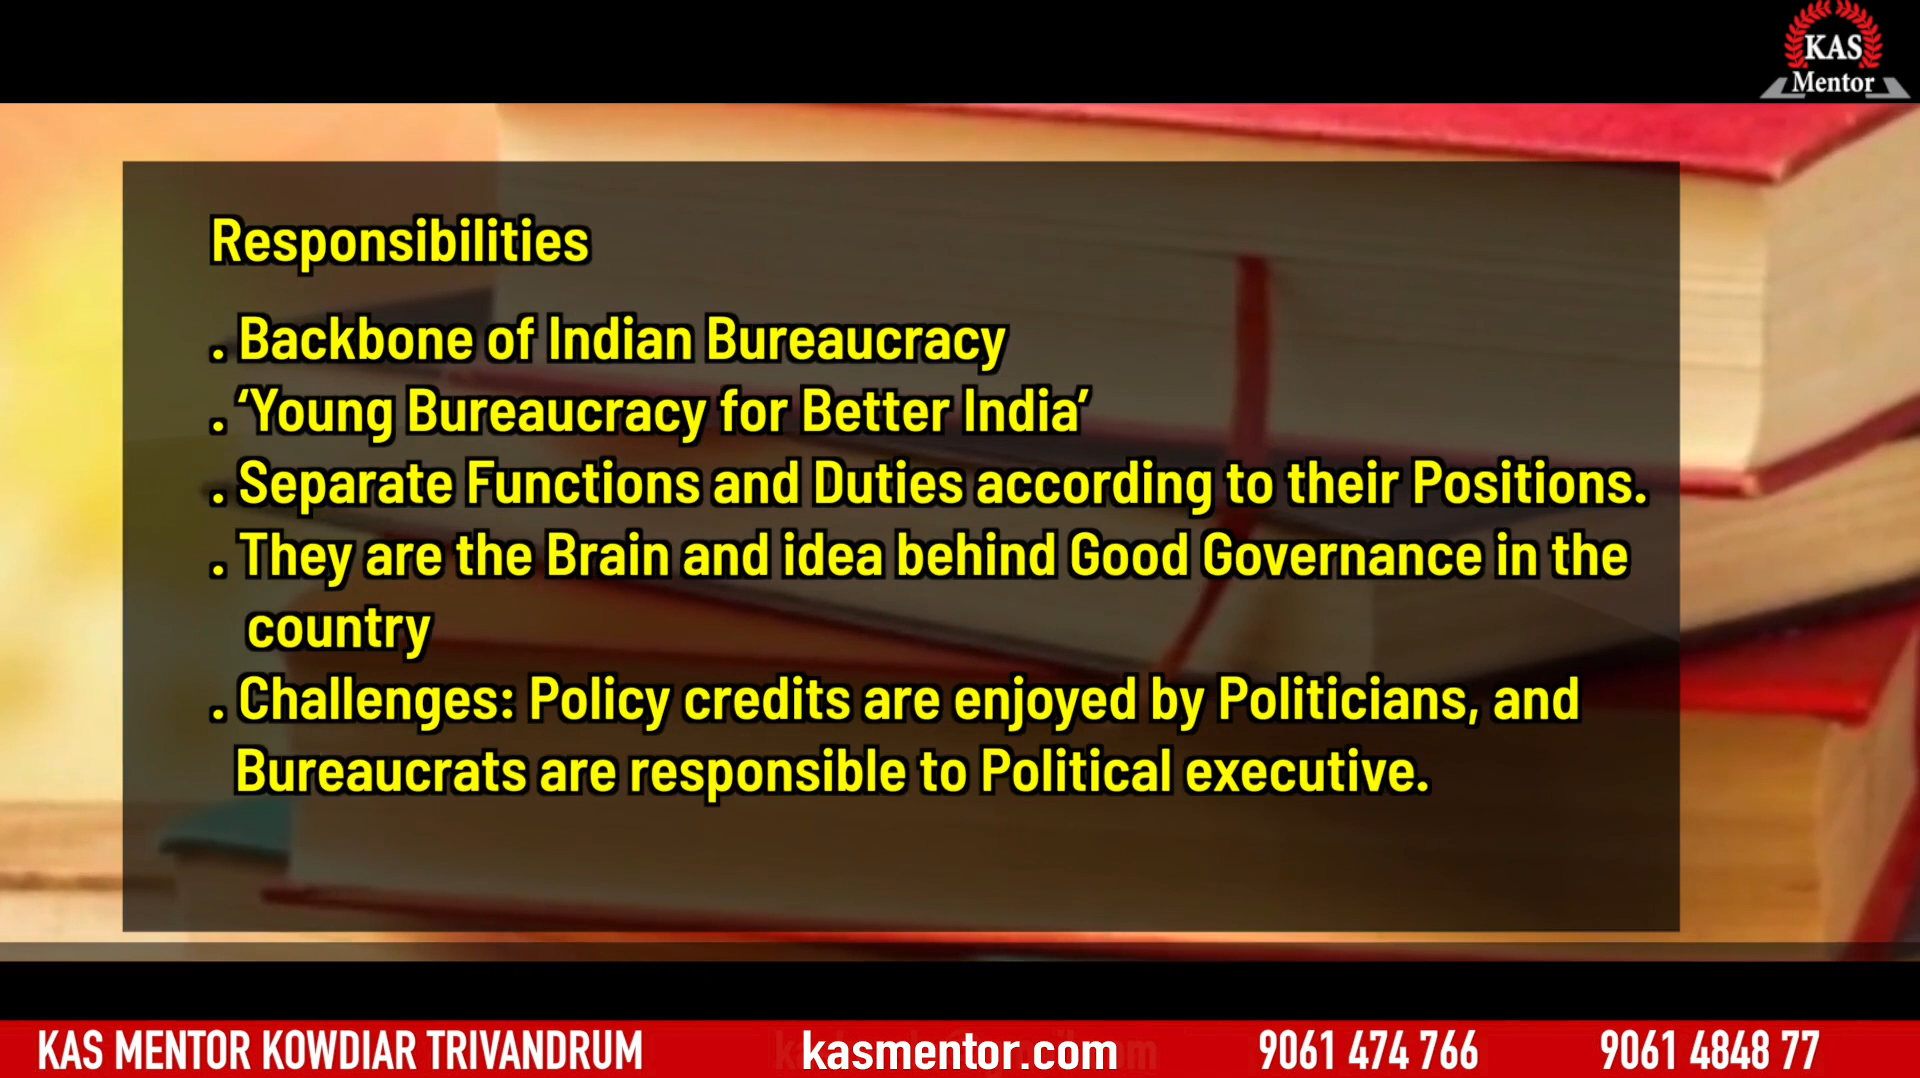 KAS
Mentor
Responsibilities
. Backbone of Indian Bureaucracy
. ‘Young Bureaucracy for Better India’
. Separate Functions and Duties according to their Positions.
. They are the Brain and idea behind Good Governance in the
country
. Challenges: Policy credits are enjoyed by Politicians, and
Bureaucrats are responsible to Political executive.
KAS MENTOR KOWDIAR TRIVANDRUM kasmentor.com 9061 474 766 9061 4848 77